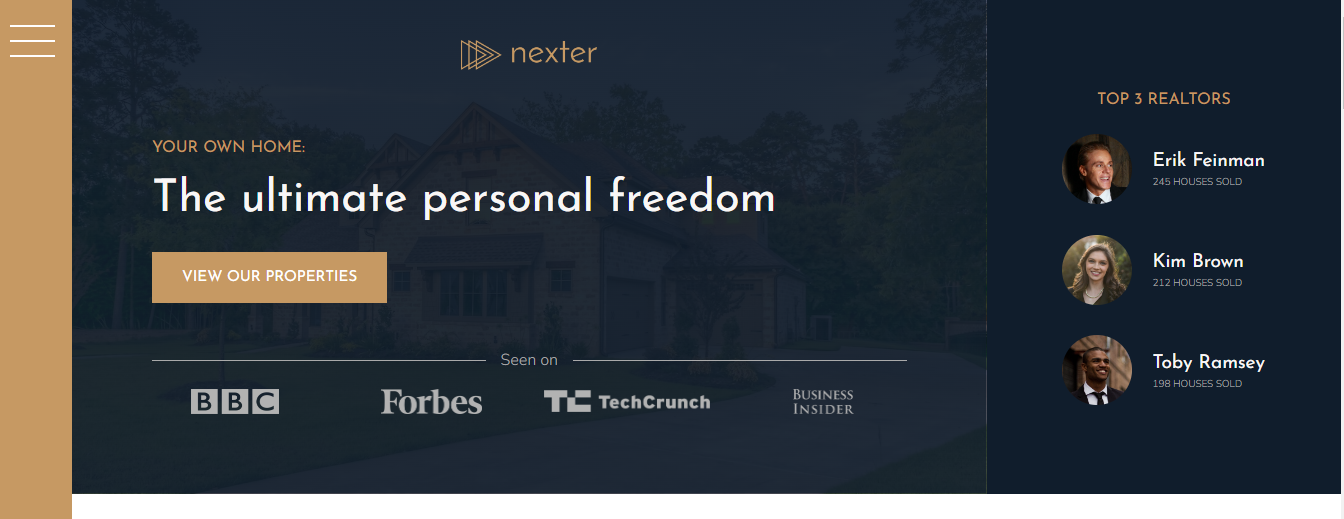 nexter
YOUR OWN HOME:
The ultimate personal freedom
VIEW OUR PROPERTIES
Seen on
BBC
Forbes
TC TechCrunch
BUSINESS
INSIDER
TOP 3 REALTORS
Erik Feinman
245 HOUSES SOLD
Kim Brown
212 HOUSES SOLD
Toby Ramsey
198 HOUSES SOLD